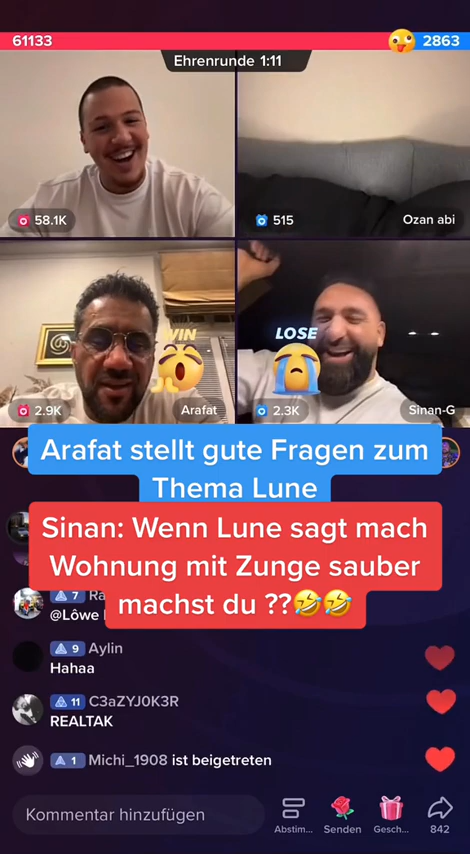 61133
2863
Ehrenrunde 1:11
58.1K
515
Ozan abi
WIN
LOSE
2.9K
Arafat
2.3K
Sinan-G
Arafat stellt gute Fragen zum
Thema Lune
Sinan: Wenn Lune sagt mach
Wohnung mit Zunge sauber
machst du ??🤣🤣
7
@Löwe
9 Aylin
Hahaa
11 C3aZYJ0K3R
REALTAK
1 Michi_1908 ist beigetreten
Kommentar hinzufügen
Abstim...
Senden
Gesch...
842